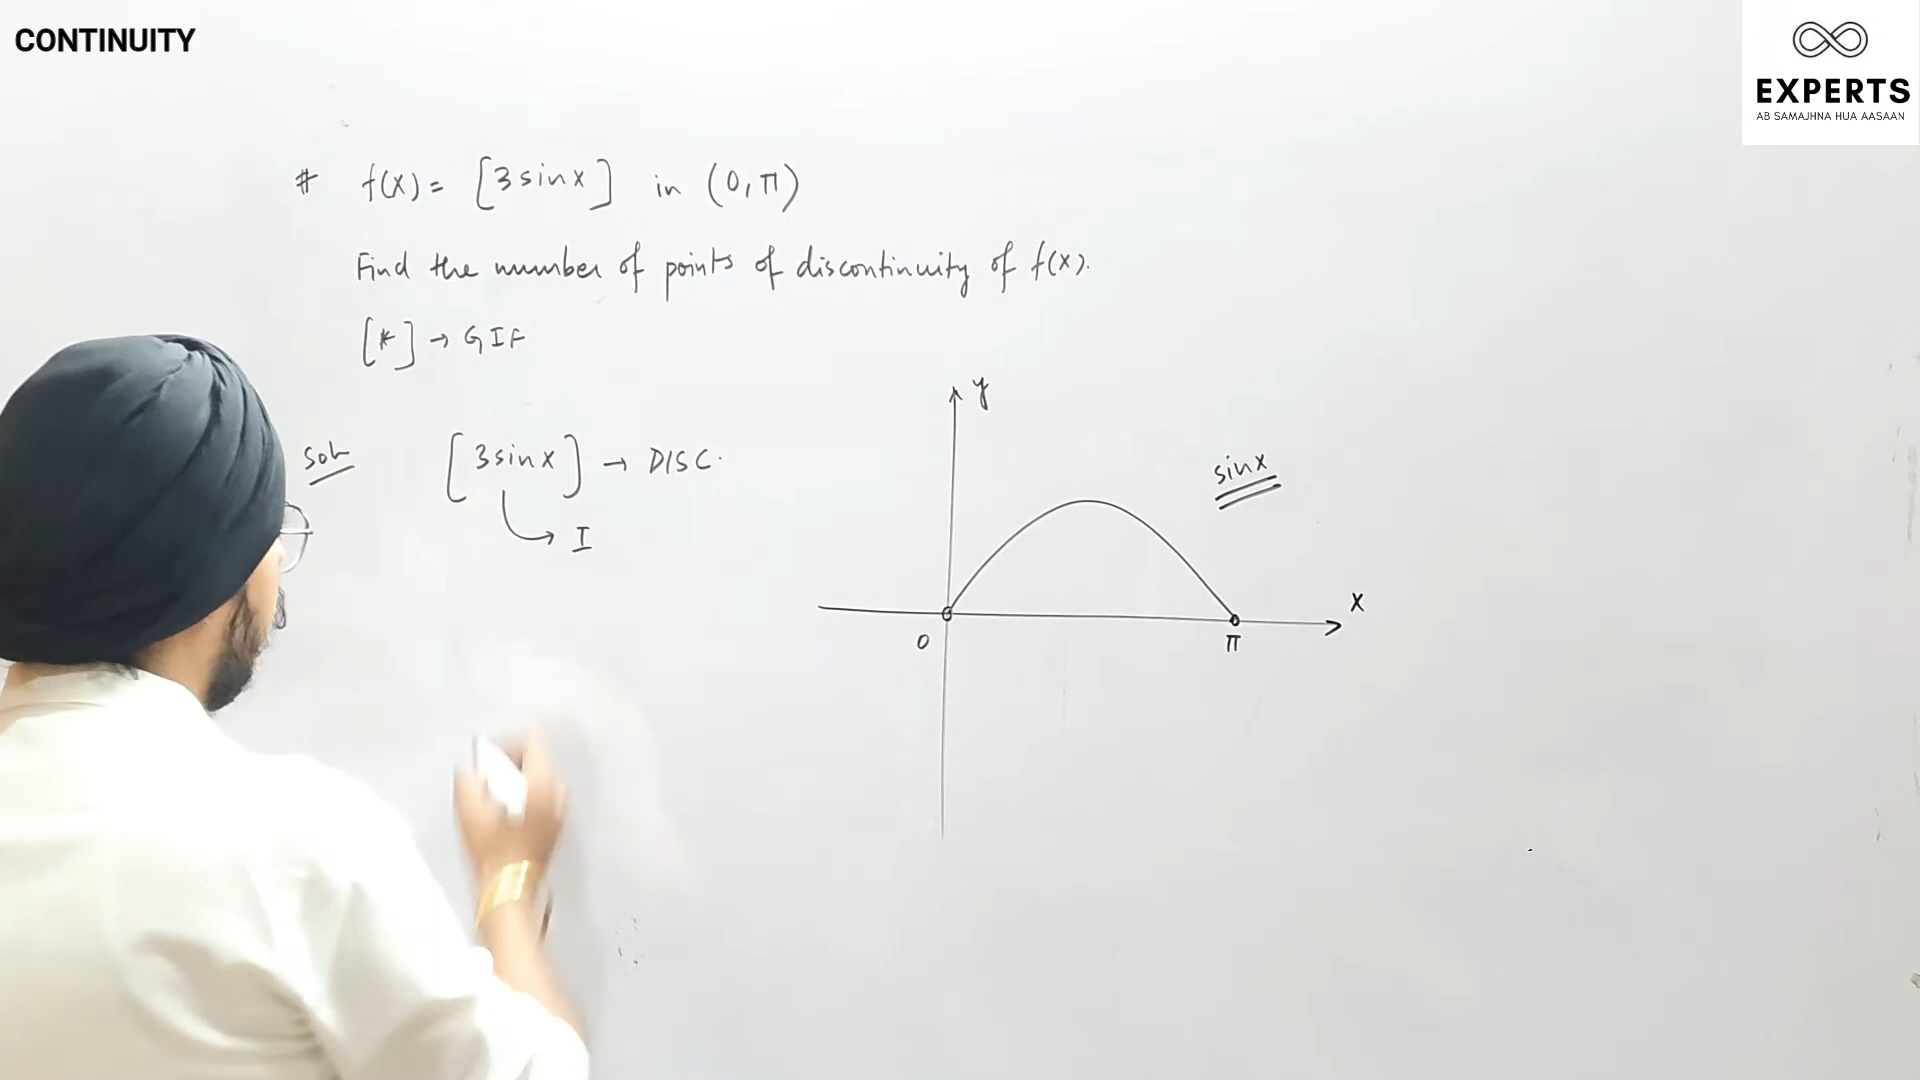 CONTINUITY
EXPERTS
AB SAMAJHNA HUA AASAAN
# f(x) = [3 sin x] in (0, π)
Find the number of points of discontinuity of f(x).
[*] → GIF
Soln [3 sin x] → DISC.
I
y
sin x
x
0
π